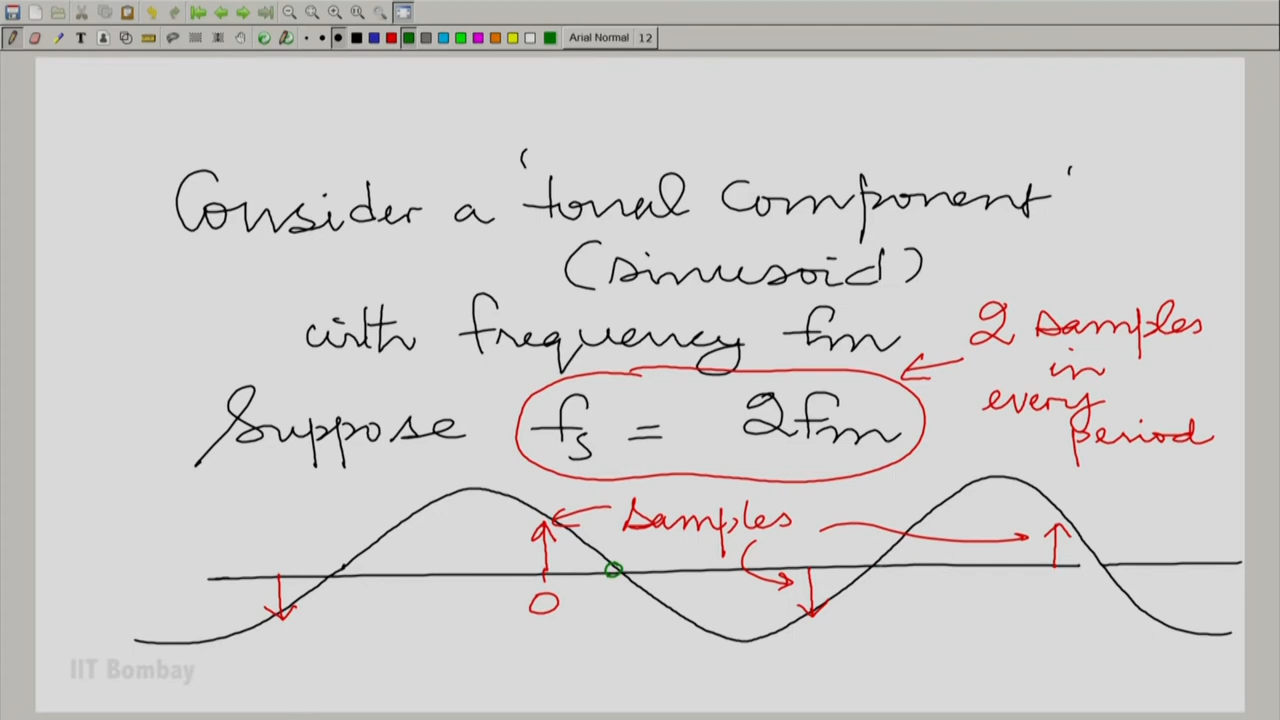 Arial Normal 12
Consider a 'tonal component'
(sinusoid)
with frequency fm
2 samples
in
every
period
Suppose fs = 2fm
samples
0
IIT Bombay